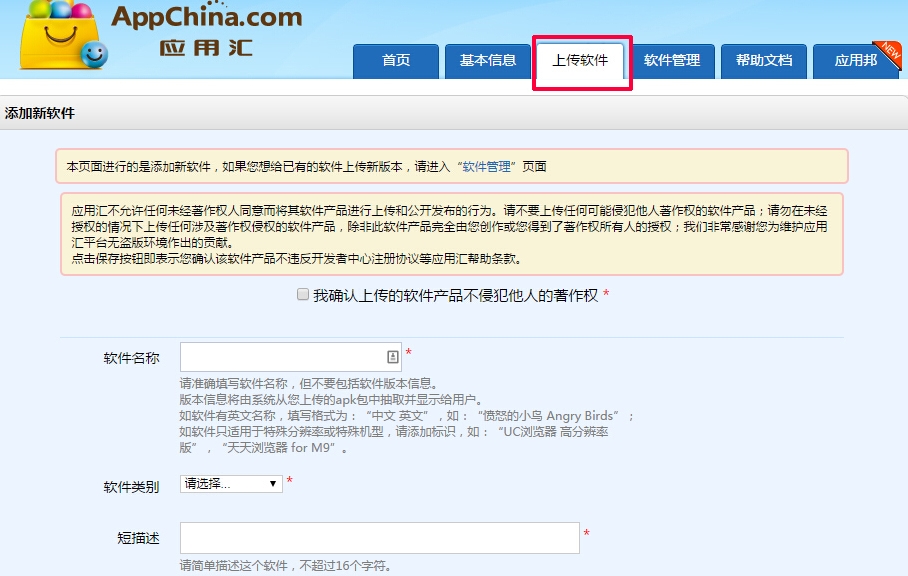 AppChina.com
应用汇
首页 基本信息 上传软件 软件管理 帮助文档 应用邦 NEW
添加新软件
本页面进行的是添加新软件，如果您想给已有的软件上传新版本，请进入“软件管理”页面
应用汇不允许任何未经著作权人同意而将其软件产品进行上传和公开发布的行为。请不要上传任何可能侵犯他人著作权的软件产品；请勿在未经
授权的情况下上传任何涉及著作权侵权的软件产品，除非此软件产品完全由您创作或您得到了著作权所有人的授权；我们非常感谢您为维护应用
汇平台无盗版环境作出的贡献。
点击保存按钮即表示您确认该软件产品不违反开发者中心注册协议等应用汇帮助条款。
我确认上传的软件产品不侵犯他人的著作权 *
软件名称 *
请准确填写软件名称，但不要包括软件版本信息。
版本信息将由系统从您上传的apk包中抽取并显示给用户。
如软件有英文名称，填写格式为：“中文 英文”，如：“愤怒的小鸟 Angry Birds”；
如软件只适用于特殊分辨率或特殊机型，请添加标识，如：“UC浏览器 高分辨率
版”，“天天浏览器 for M9”。
软件类别 请选择... *
短描述 *
请简单描述这个软件，不超过16个字符。